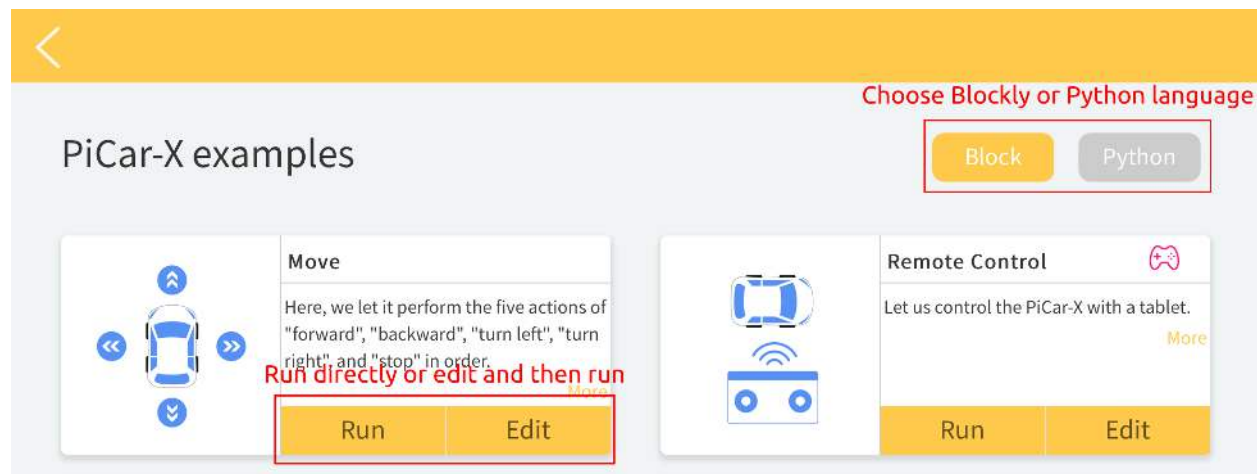 Choose Blockly or Python language
PiCar-X examples
Block
Python
Move
Here, we let it perform the five actions of
"forward", "backward", "turn left", "turn
right", and "stop" in order.
More
Run directly or edit and then run
Run
Edit
Remote Control
Let us control the PiCar-X with a tablet.
More
Run
Edit